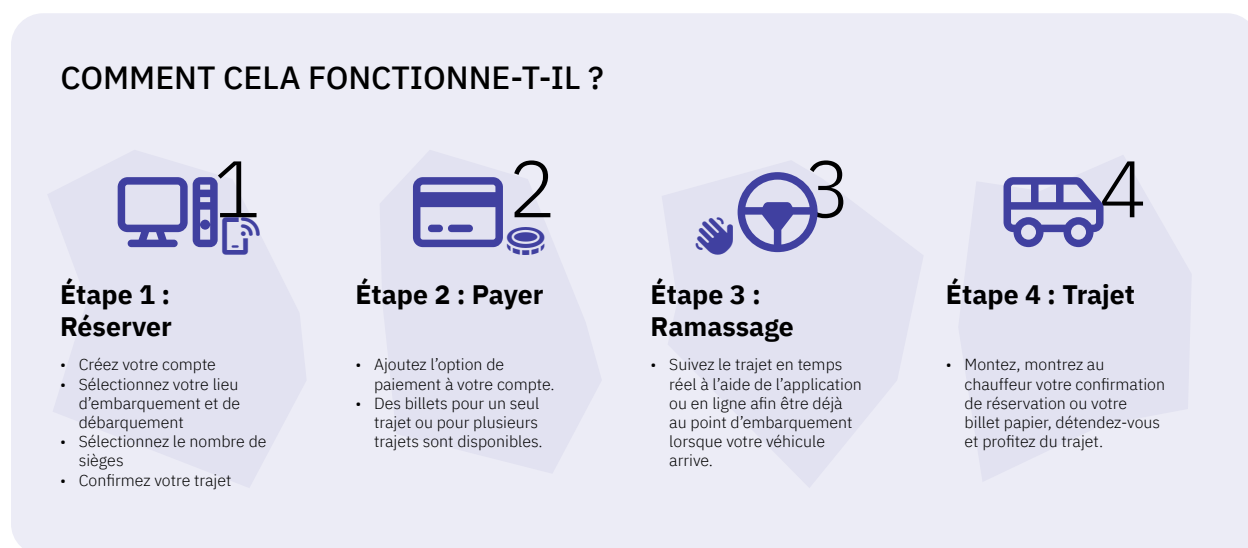 COMMENT CELA FONCTIONNE-T-IL ?
1
Étape 1 :
Réserver
• Créez votre compte
• Sélectionnez votre lieu
d’embarquement et de
débarquement
• Sélectionnez le nombre de
sièges
• Confirmez votre trajet
2
Étape 2 : Payer
• Ajoutez l’option de
paiement à votre compte.
• Des billets pour un seul
trajet ou pour plusieurs
trajets sont disponibles.
3
Étape 3 :
Ramassage
• Suivez le trajet en temps
réel à l’aide de l’application
ou en ligne afin être déjà
au point d’embarquement
lorsque votre véhicule
arrive.
4
Étape 4 : Trajet
• Montez, montrez au
chauffeur votre confirmation
de réservation ou votre
billet papier, détendez-vous
et profitez du trajet.